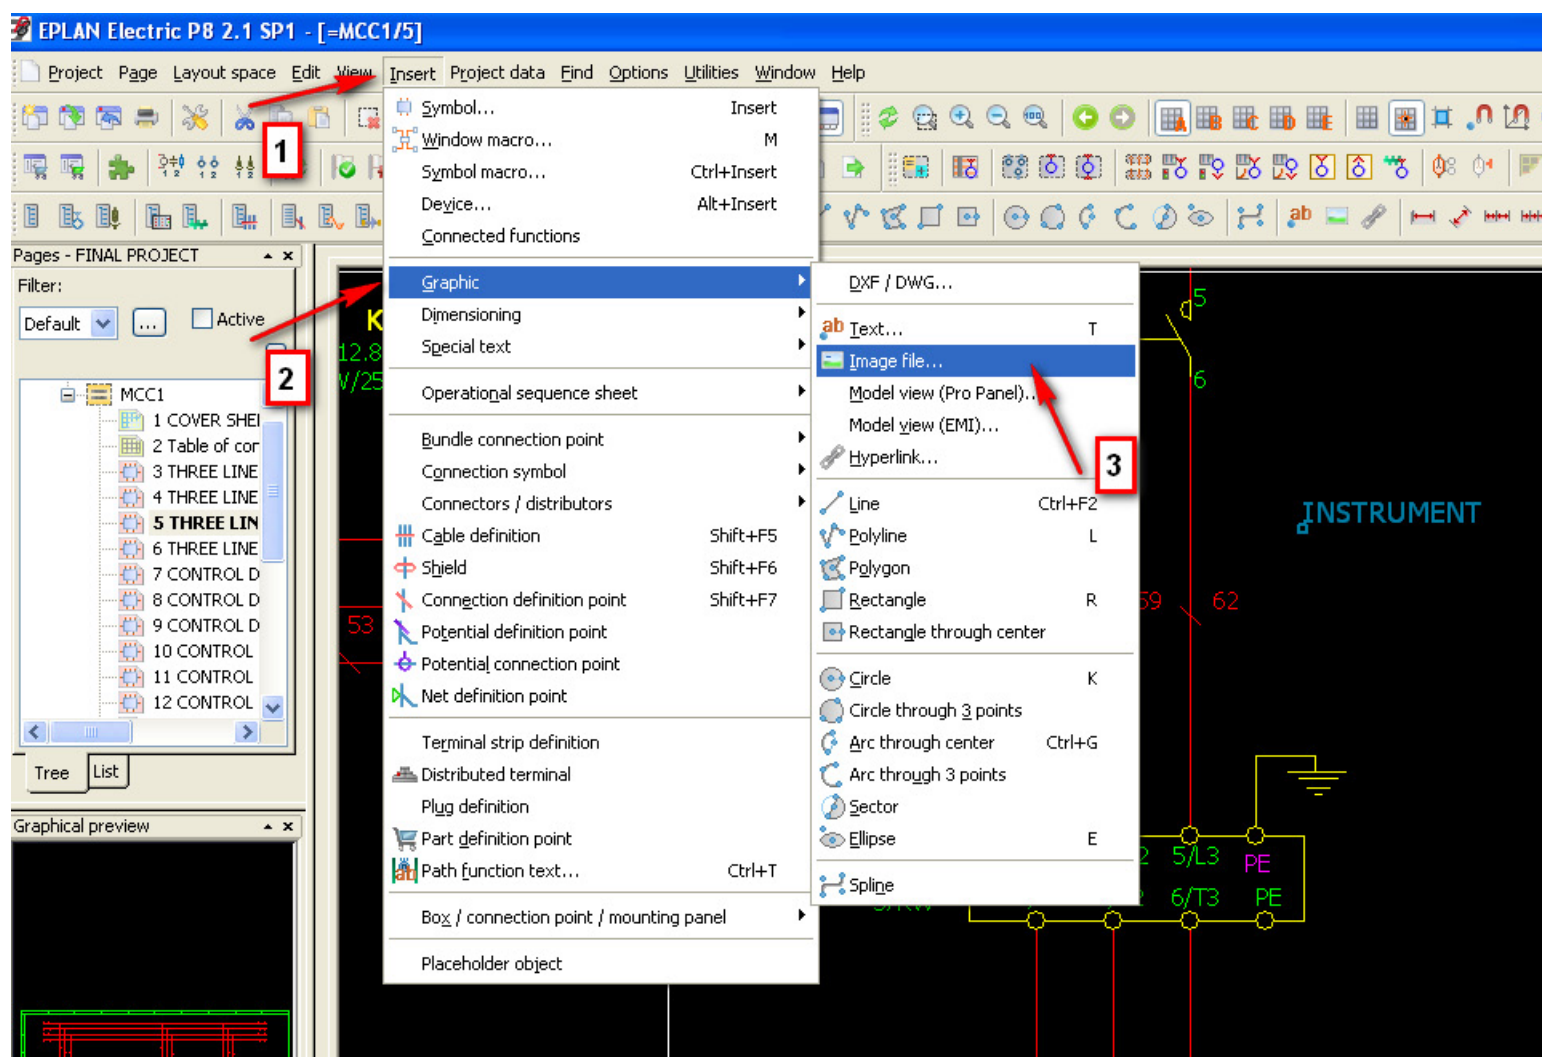 EPLAN Electric P8 2.1 SP1 - [=MCC1/5]
Project Page Layout space Edit View Insert Project data Find Options Utilities Window Help
1
Pages - FINAL PROJECT
Filter:
Default ... Active
2
MCC1
1 COVER SHEI
2 Table of cor
3 THREE LINE
4 THREE LINE
5 THREE LIN
6 THREE LINE
7 CONTROL D
8 CONTROL D
9 CONTROL D
10 CONTROL
11 CONTROL
12 CONTROL
Tree List
Graphical preview
Symbol... Insert
Window macro... M
Symbol macro... Ctrl+Insert
Device... Alt+Insert
Connected functions
Graphic
Dimensioning
Special text
Operational sequence sheet
Bundle connection point
Connection symbol
Connectors / distributors
Cable definition Shift+F5
Shield Shift+F6
Connection definition point Shift+F7
Potential definition point
Potential connection point
Net definition point
Terminal strip definition
Distributed terminal
Plug definition
Part definition point
Path function text... Ctrl+T
Box / connection point / mounting panel
Placeholder object
DXF / DWG...
Text... T
Image file...
Model view (Pro Panel)..
Model view (EMI)...
Hyperlink...
3
Line Ctrl+F2
Polyline L
Polygon
Rectangle R
Rectangle through center
Circle K
Circle through 3 points
Arc through center Ctrl+G
Arc through 3 points
Sector
Ellipse E
Spline
K
12.8
V/25
53
5
6
INSTRUMENT
59 62
2 5/L3 PE
2 6/T3 PE